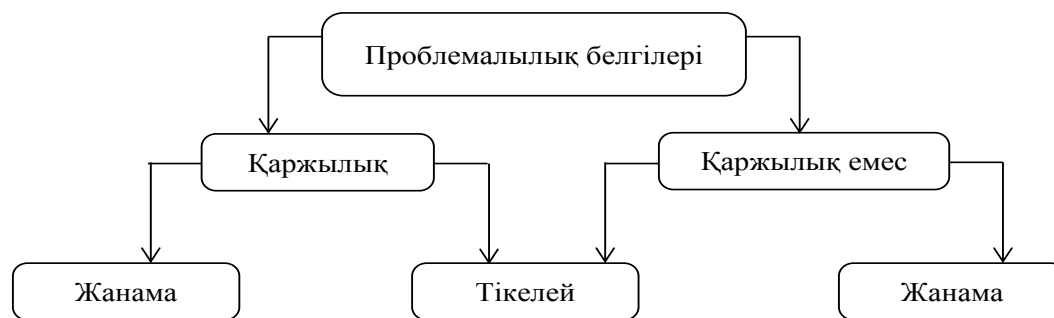 Проблемалылық белгілері
Қаржылық
Қаржылық емес
Жанама
Тікелей
Жанама